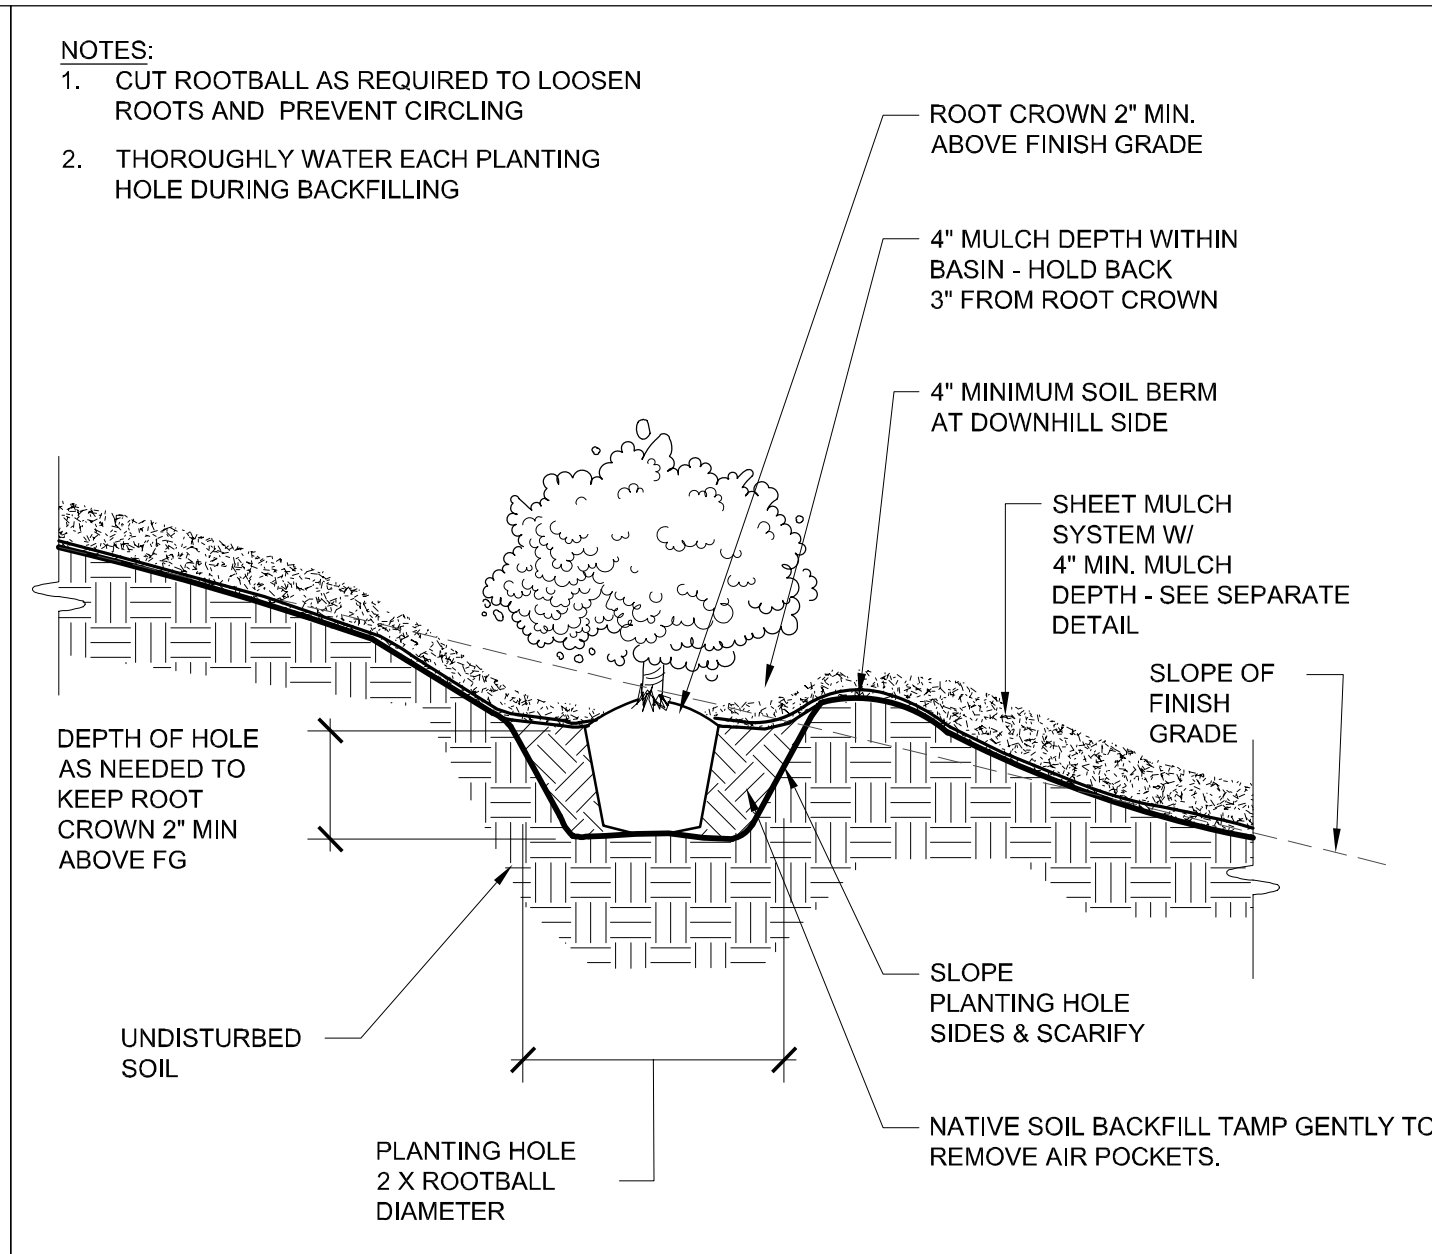 NOTES:
1. CUT ROOTBALL AS REQUIRED TO LOOSEN
ROOTS AND PREVENT CIRCLING
2. THOROUGHLY WATER EACH PLANTING
HOLE DURING BACKFILLING
ROOT CROWN 2" MIN.
ABOVE FINISH GRADE
4" MULCH DEPTH WITHIN
BASIN - HOLD BACK
3" FROM ROOT CROWN
4" MINIMUM SOIL BERM
AT DOWNHILL SIDE
SHEET MULCH
SYSTEM W/
4" MIN. MULCH
DEPTH - SEE SEPARATE
DETAIL
SLOPE OF
FINISH
GRADE
DEPTH OF HOLE
AS NEEDED TO
KEEP ROOT
CROWN 2" MIN
ABOVE FG
SLOPE
PLANTING HOLE
SIDES & SCARIFY
UNDISTURBED
SOIL
NATIVE SOIL BACKFILL TAMP GENTLY TO
REMOVE AIR POCKETS.
PLANTING HOLE
2 X ROOTBALL
DIAMETER